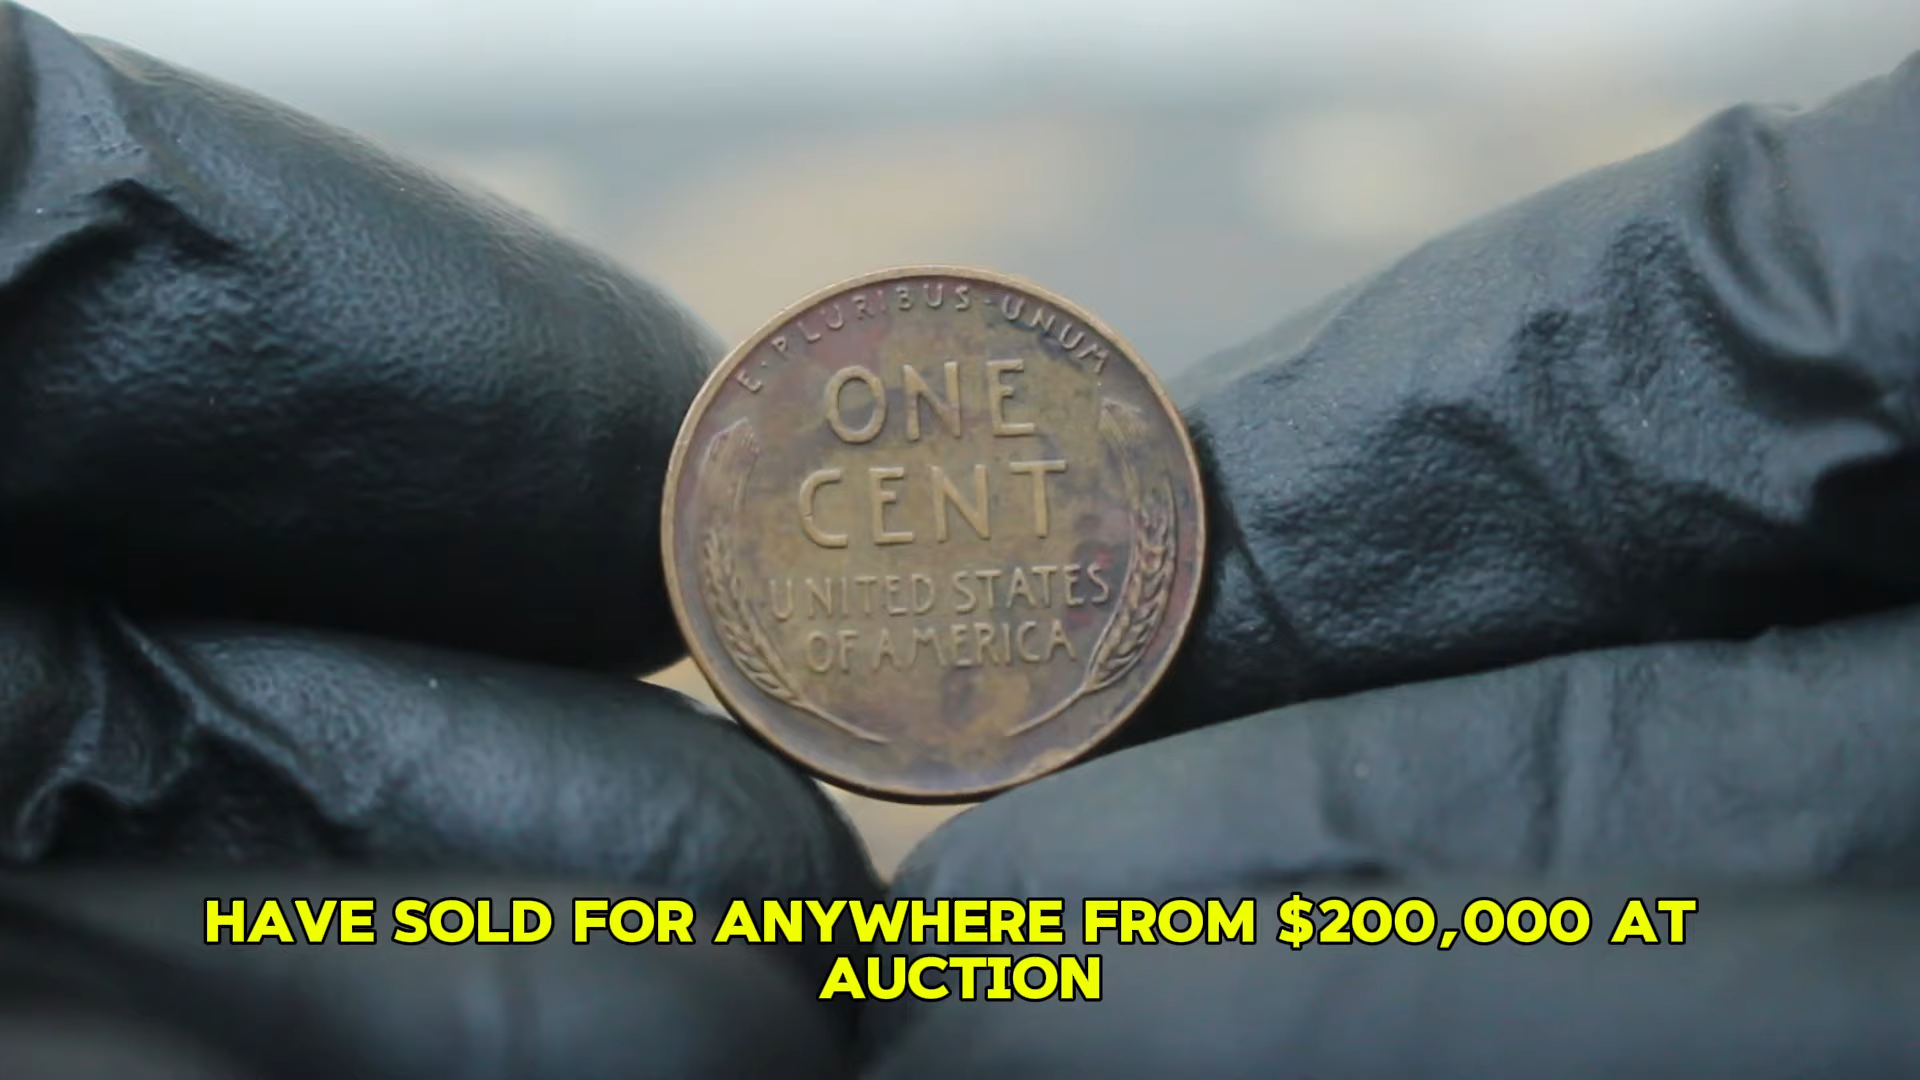 E·PLURIBUS·UNUM
ONE
CENT
UNITED STATES
OF AMERICA
HAVE SOLD FOR ANYWHERE FROM $200,000 AT
AUCTION